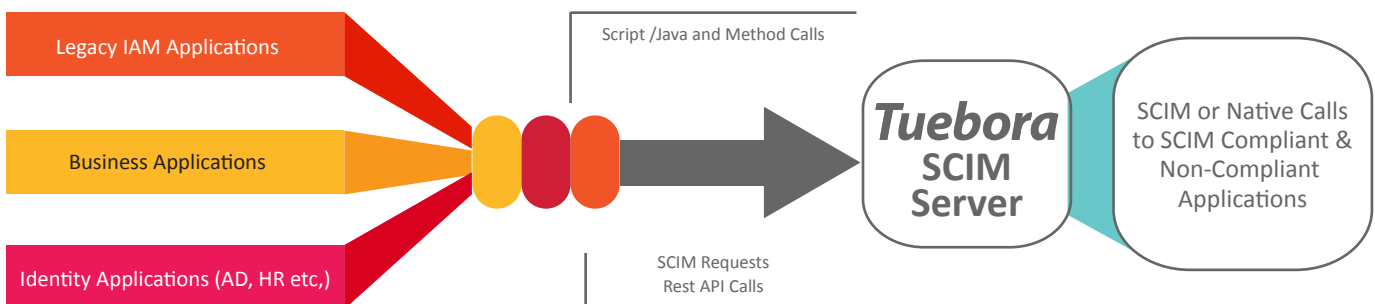 Legacy IAM Applications
Business Applications
Identity Applications (AD, HR etc,)
Script /Java and Method Calls
SCIM Requests
Rest API Calls
Tuebora
SCIM
Server
SCIM or Native Calls
to SCIM Compliant &
Non-Compliant
Applications